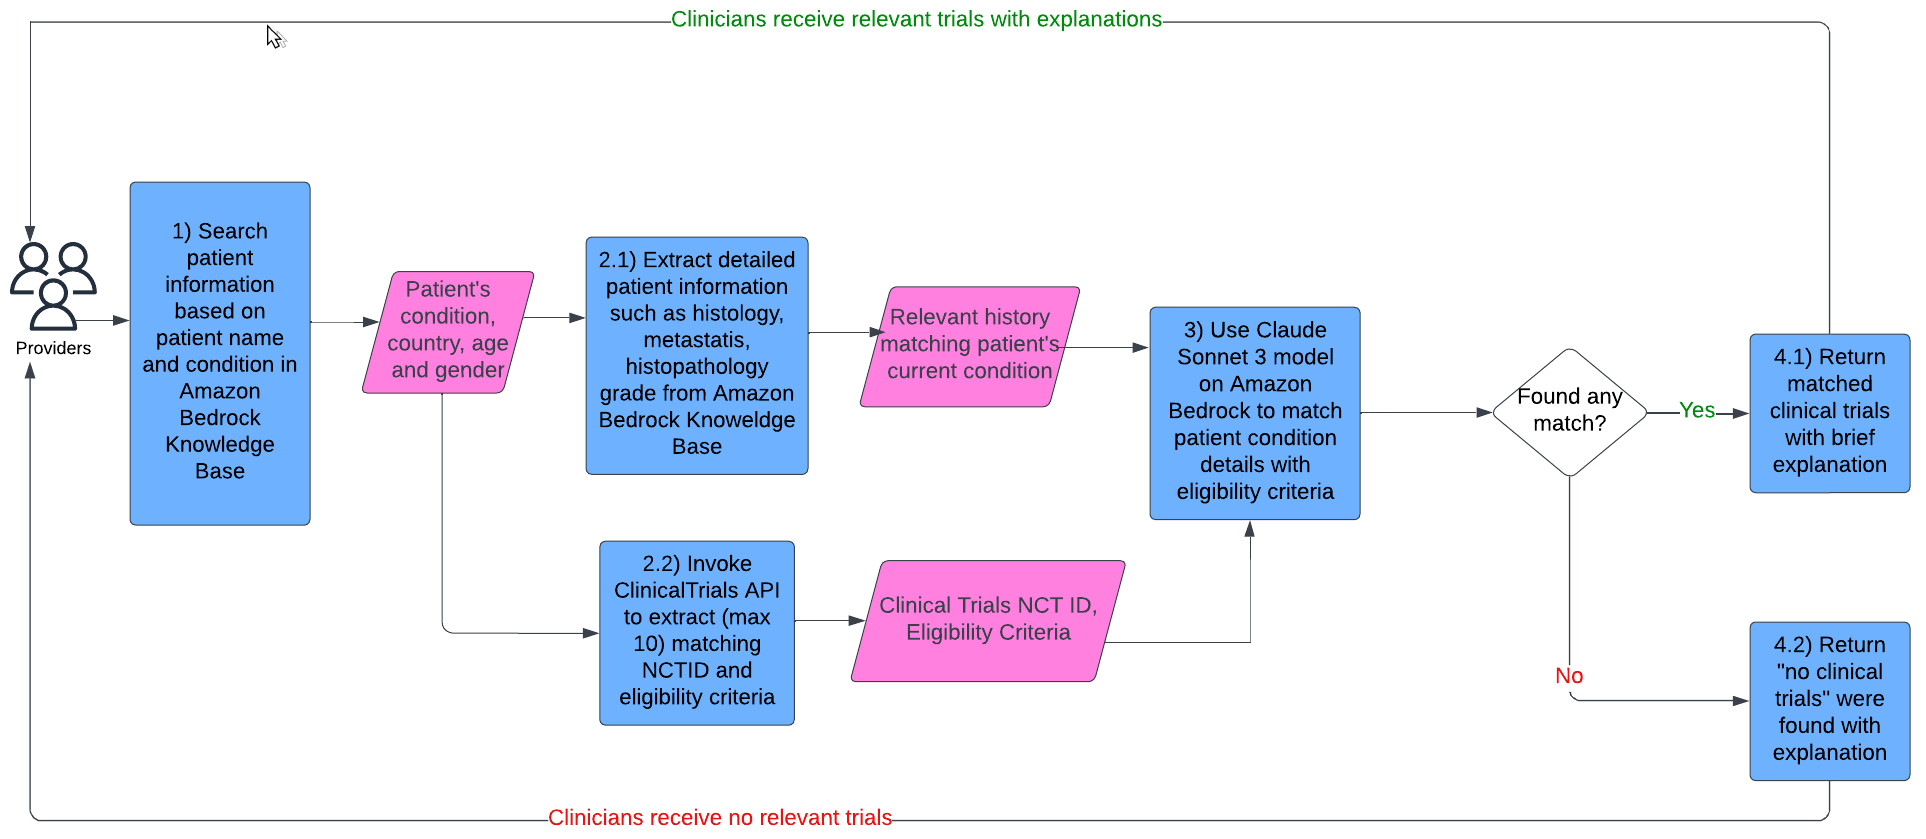 Clinicians receive relevant trials with explanations
Providers
1) Search
patient
information
based on
patient name
and condition in
Amazon
Bedrock
Knowledge
Base
Patient's
condition,
country, age
and gender
2.1) Extract detailed
patient information
such as histology,
metastatis,
histopathology
grade from Amazon
Bedrock Knoweldge
Base
Relevant history
matching patient's
current condition
2.2) Invoke
ClinicalTrials API
to extract (max
10) matching
NCTID and
eligibility criteria
Clinical Trials NCT ID,
Eligibility Criteria
3) Use Claude
Sonnet 3 model
on Amazon
Bedrock to match
patient condition
details with
eligibility criteria
Found any
match?
Yes
4.1) Return
matched
clinical trials
with brief
explanation
No
4.2) Return
"no clinical
trials" were
found with
explanation
Clinicians receive no relevant trials